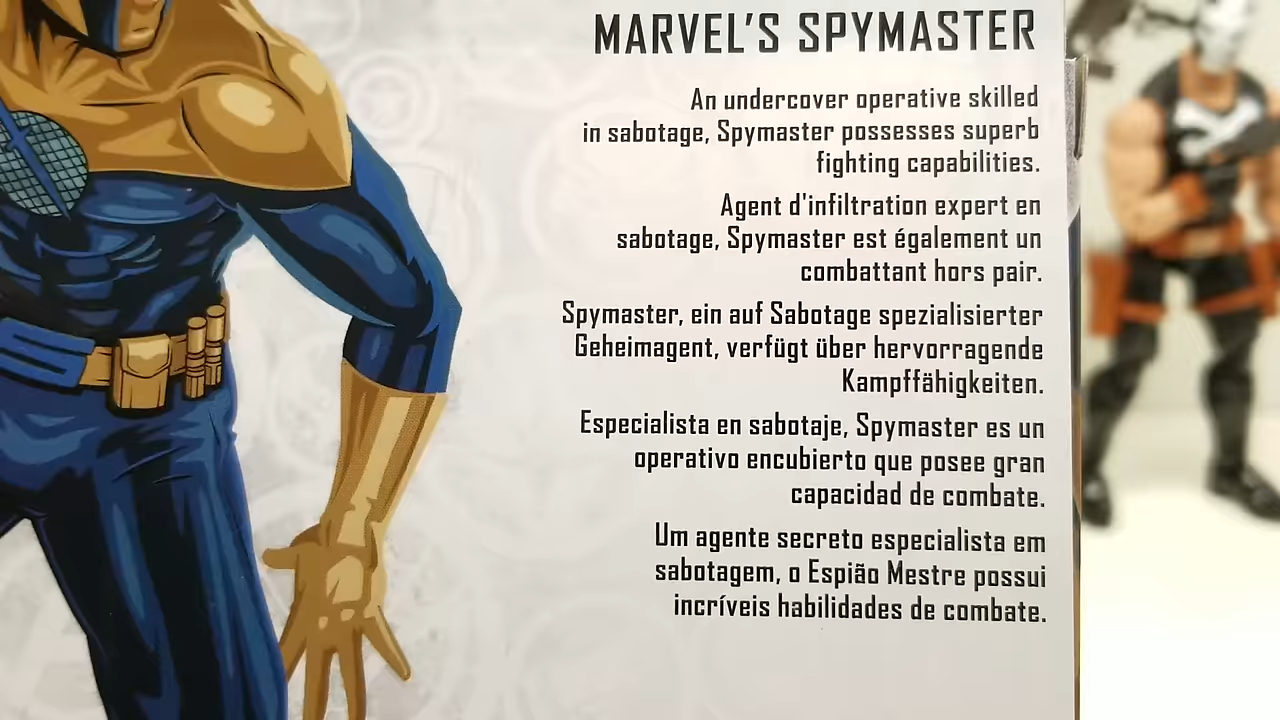 MARVEL'S SPYMASTER
An undercover operative skilled
in sabotage, Spymaster possesses superb
fighting capabilities.
Agent d'infiltration expert en
sabotage, Spymaster est également un
combattant hors pair.
Spymaster, ein auf Sabotage spezialisierter
Geheimagent, verfügt über hervorragende
Kampffähigkeiten.
Especialista en sabotaje, Spymaster es un
operativo encubierto que posee gran
capacidad de combate.
Um agente secreto especialista em
sabotagem, o Espião Mestre possui
incríveis habilidades de combate.